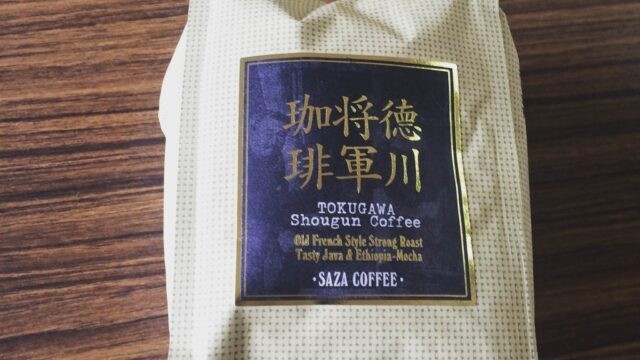 徳川
将軍
珈琲
TOKUGAWA
Shougun Coffee
Old French Style Strong Roast
Tasty Java & Ethiopia-Mocha
・SAZA COFFEE・